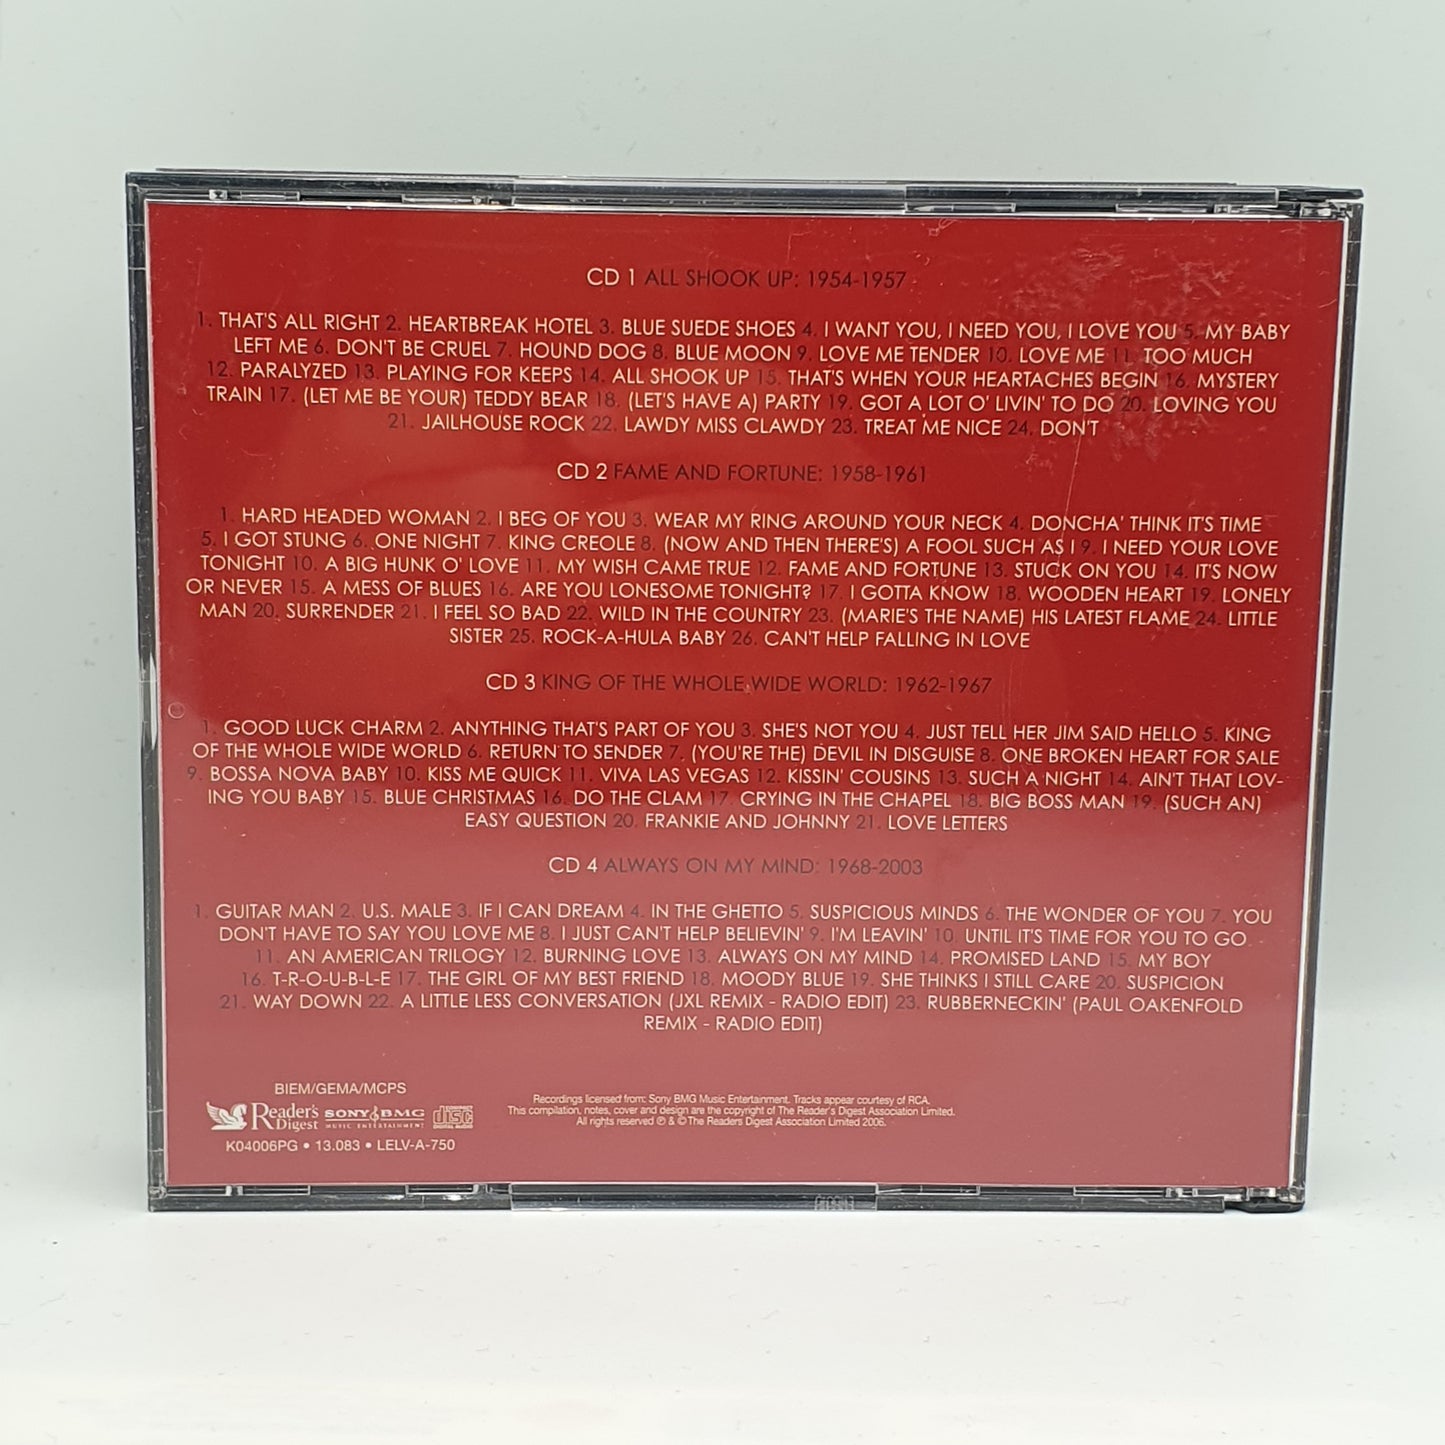 CD 1 ALL SHOOK UP: 1954-1957
1. THAT'S ALL RIGHT 2. HEARTBREAK HOTEL 3. BLUE SUEDE SHOES 4. I WANT YOU, I NEED YOU, I LOVE YOU 5. MY BABY
LEFT ME 6. DON'T BE CRUEL 7. HOUND DOG 8. BLUE MOON 9. LOVE ME TENDER 10. LOVE ME 11. TOO MUCH
12. PARALYZED 13. PLAYING FOR KEEPS 14. ALL SHOOK UP 15. THAT'S WHEN YOUR HEARTACHES BEGIN 16. MYSTERY
TRAIN 17. (LET ME BE YOUR) TEDDY BEAR 18. (LET'S HAVE A) PARTY 19. GOT A LOT O' LIVIN' TO DO 20. LOVING YOU
21. JAILHOUSE ROCK 22. LAWDY MISS CLAWDY 23. TREAT ME NICE 24. DON'T
CD 2 FAME AND FORTUNE: 1958-1961
1. HARD HEADED WOMAN 2. I BEG OF YOU 3. WEAR MY RING AROUND YOUR NECK 4. DONCHA' THINK IT'S TIME
5. I GOT STUNG 6. ONE NIGHT 7. KING CREOLE 8. (NOW AND THEN THERE'S) A FOOL SUCH AS I 9. I NEED YOUR LOVE
TONIGHT 10. A BIG HUNK O' LOVE 11. MY WISH CAME TRUE 12. FAME AND FORTUNE 13. STUCK ON YOU 14. IT'S NOW
OR NEVER 15. A MESS OF BLUES 16. ARE YOU LONESOME TONIGHT? 17. I GOTTA KNOW 18. WOODEN HEART 19. LONELY
MAN 20. SURRENDER 21. I FEEL SO BAD 22. WILD IN THE COUNTRY 23. (MARIE'S THE NAME) HIS LATEST FLAME 24. LITTLE
SISTER 25. ROCK-A-HULA BABY 26. CAN'T HELP FALLING IN LOVE
CD 3 KING OF THE WHOLE WIDE WORLD: 1962-1967
1. GOOD LUCK CHARM 2. ANYTHING THAT'S PART OF YOU 3. SHE'S NOT YOU 4. JUST TELL HER JIM SAID HELLO 5. KING
OF THE WHOLE WIDE WORLD 6. RETURN TO SENDER 7. (YOU'RE THE) DEVIL IN DISGUISE 8. ONE BROKEN HEART FOR SALE
9. BOSSA NOVA BABY 10. KISS ME QUICK 11. VIVA LAS VEGAS 12. KISSIN' COUSINS 13. SUCH A NIGHT 14. AIN'T THAT LOV-
ING YOU BABY 15. BLUE CHRISTMAS 16. DO THE CLAM 17. CRYING IN THE CHAPEL 18. BIG BOSS MAN 19. (SUCH AN)
EASY QUESTION 20. FRANKIE AND JOHNNY 21. LOVE LETTERS
CD 4 ALWAYS ON MY MIND: 1968-2003
1. GUITAR MAN 2. U.S. MALE 3. IF I CAN DREAM 4. IN THE GHETTO 5. SUSPICIOUS MINDS 6. THE WONDER OF YOU 7. YOU
DON'T HAVE TO SAY YOU LOVE ME 8. I JUST CAN'T HELP BELIEVIN' 9. I'M LEAVIN' 10. UNTIL IT'S TIME FOR YOU TO GO
11. AN AMERICAN TRILOGY 12. BURNING LOVE 13. ALWAYS ON MY MIND 14. PROMISED LAND 15. MY BOY
16. T-R-O-U-B-L-E 17. THE GIRL OF MY BEST FRIEND 18. MOODY BLUE 19. SHE THINKS I STILL CARE 20. SUSPICION
21. WAY DOWN 22. A LITTLE LESS CONVERSATION (JXL REMIX - RADIO EDIT) 23. RUBBERNECKIN' (PAUL OAKENFOLD
REMIX - RADIO EDIT)
BIEM/GEMA/MCPS
Reader's Digest SONY BMG MUSIC ENTERTAINMENT COMPACT disc DIGITAL AUDIO
K04006PG • 13.083 • LELV-A-750
Recordings licensed from: Sony BMG Music Entertainment. Tracks appear courtesy of RCA.
This compilation, notes, cover and design are the copyright of The Reader's Digest Association Limited.
All rights reserved ℗ & © The Readers Digest Association Limited 2006.